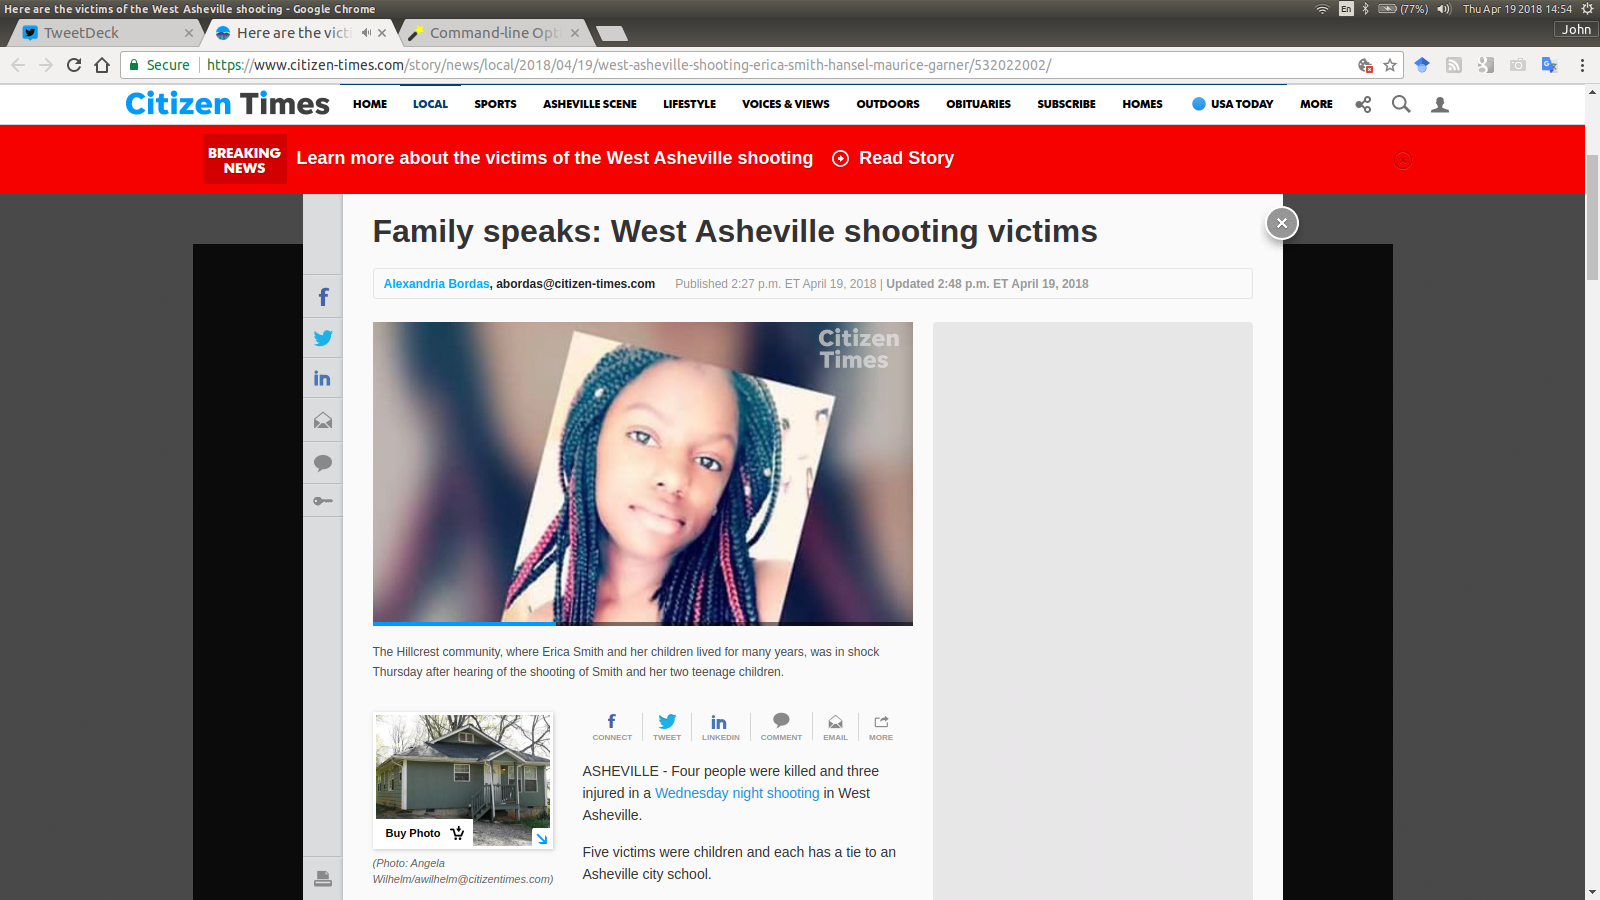 Here are the victims of the West Asheville shooting - Google Chrome
En
(77%)
Thu Apr 19 2018 14:54
TweetDeck
Here are the victi
Command-line Opt
John
Secure
https://www.citizen-times.com/story/news/local/2018/04/19/west-asheville-shooting-erica-smith-hansel-maurice-garner/532022002/
Citizen Times
HOME LOCAL SPORTS ASHEVILLE SCENE LIFESTYLE VOICES & VIEWS OUTDOORS OBITUARIES SUBSCRIBE HOMES USA TODAY MORE
BREAKING
NEWS
Learn more about the victims of the West Asheville shooting Read Story
Family speaks: West Asheville shooting victims
Alexandria Bordas, abordas@citizen-times.com Published 2:27 p.m. ET April 19, 2018 | Updated 2:48 p.m. ET April 19, 2018
Citizen
Times
The Hillcrest community, where Erica Smith and her children lived for many years, was in shock
Thursday after hearing of the shooting of Smith and her two teenage children.
Buy Photo
(Photo: Angela
Wilhelm/awilhelm@citizentimes.com)
CONNECT TWEET LINKEDIN COMMENT EMAIL MORE
ASHEVILLE - Four people were killed and three
injured in a Wednesday night shooting in West
Asheville.
Five victims were children and each has a tie to an
Asheville city school.